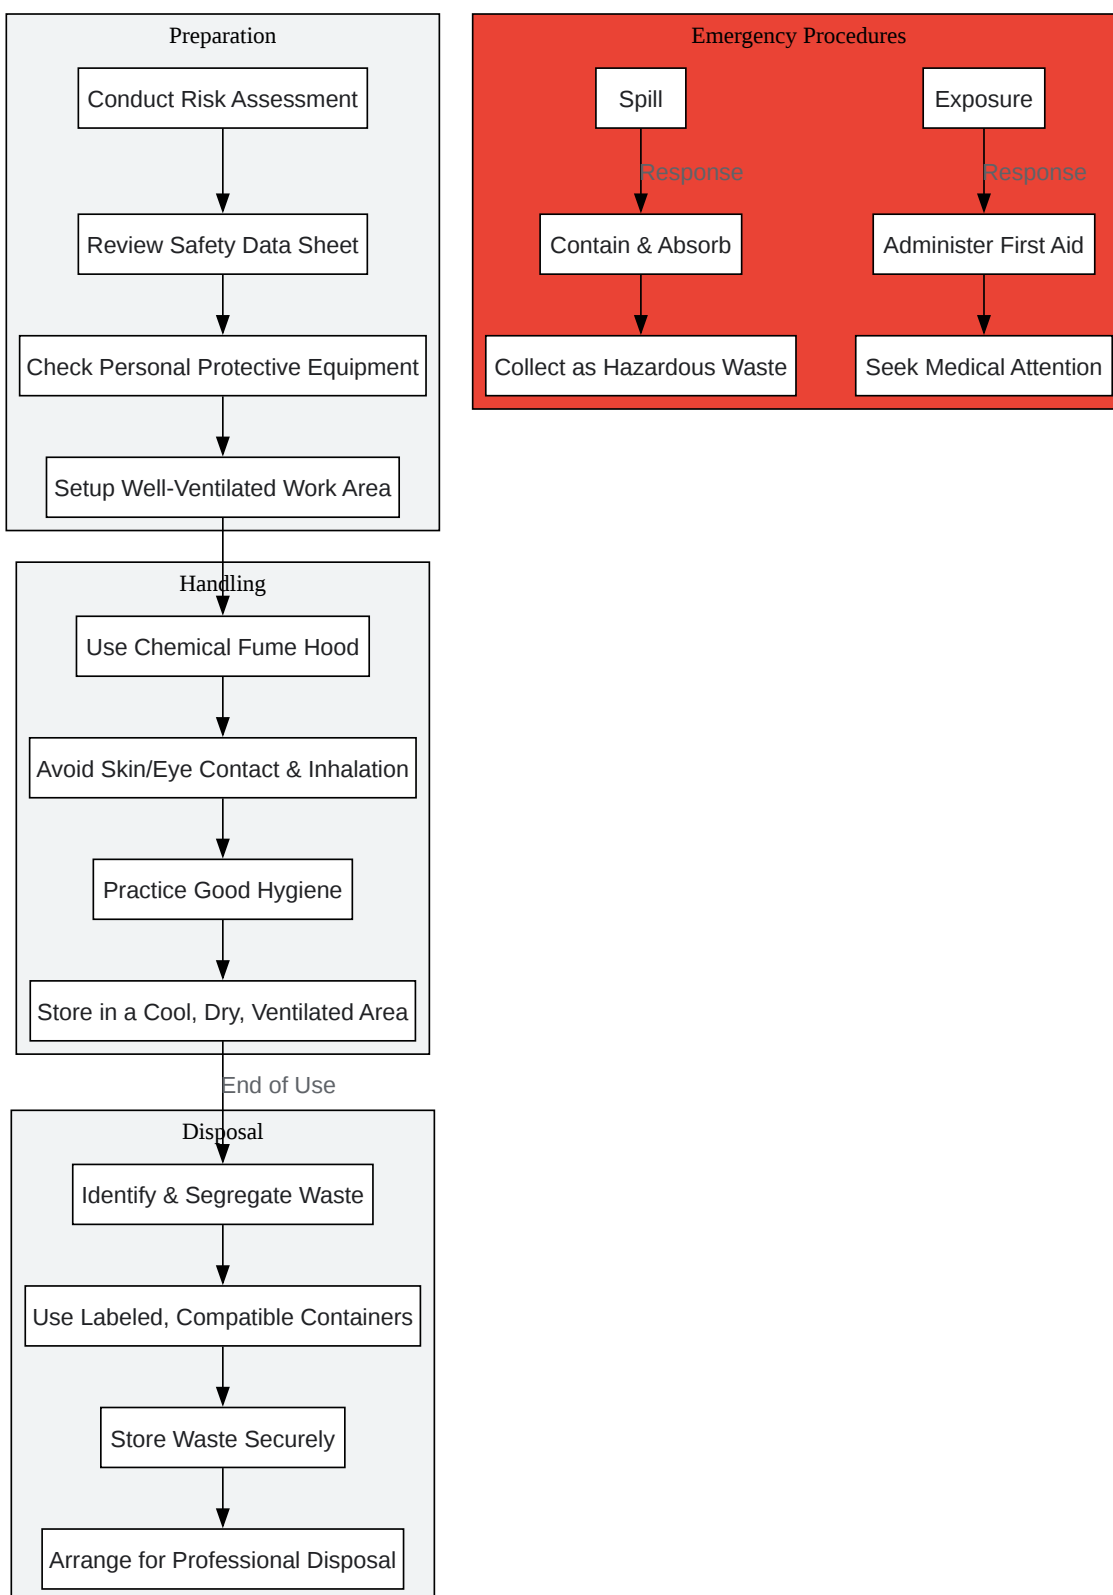 Preparation
Conduct Risk Assessment
Review Safety Data Sheet
Check Personal Protective Equipment
Setup Well-Ventilated Work Area
Handling
Use Chemical Fume Hood
Avoid Skin/Eye Contact & Inhalation
Practice Good Hygiene
Store in a Cool, Dry, Ventilated Area
End of Use
Disposal
Identify & Segregate Waste
Use Labeled, Compatible Containers
Store Waste Securely
Arrange for Professional Disposal
Emergency Procedures
Spill
Response
Contain & Absorb
Collect as Hazardous Waste
Exposure
Response
Administer First Aid
Seek Medical Attention